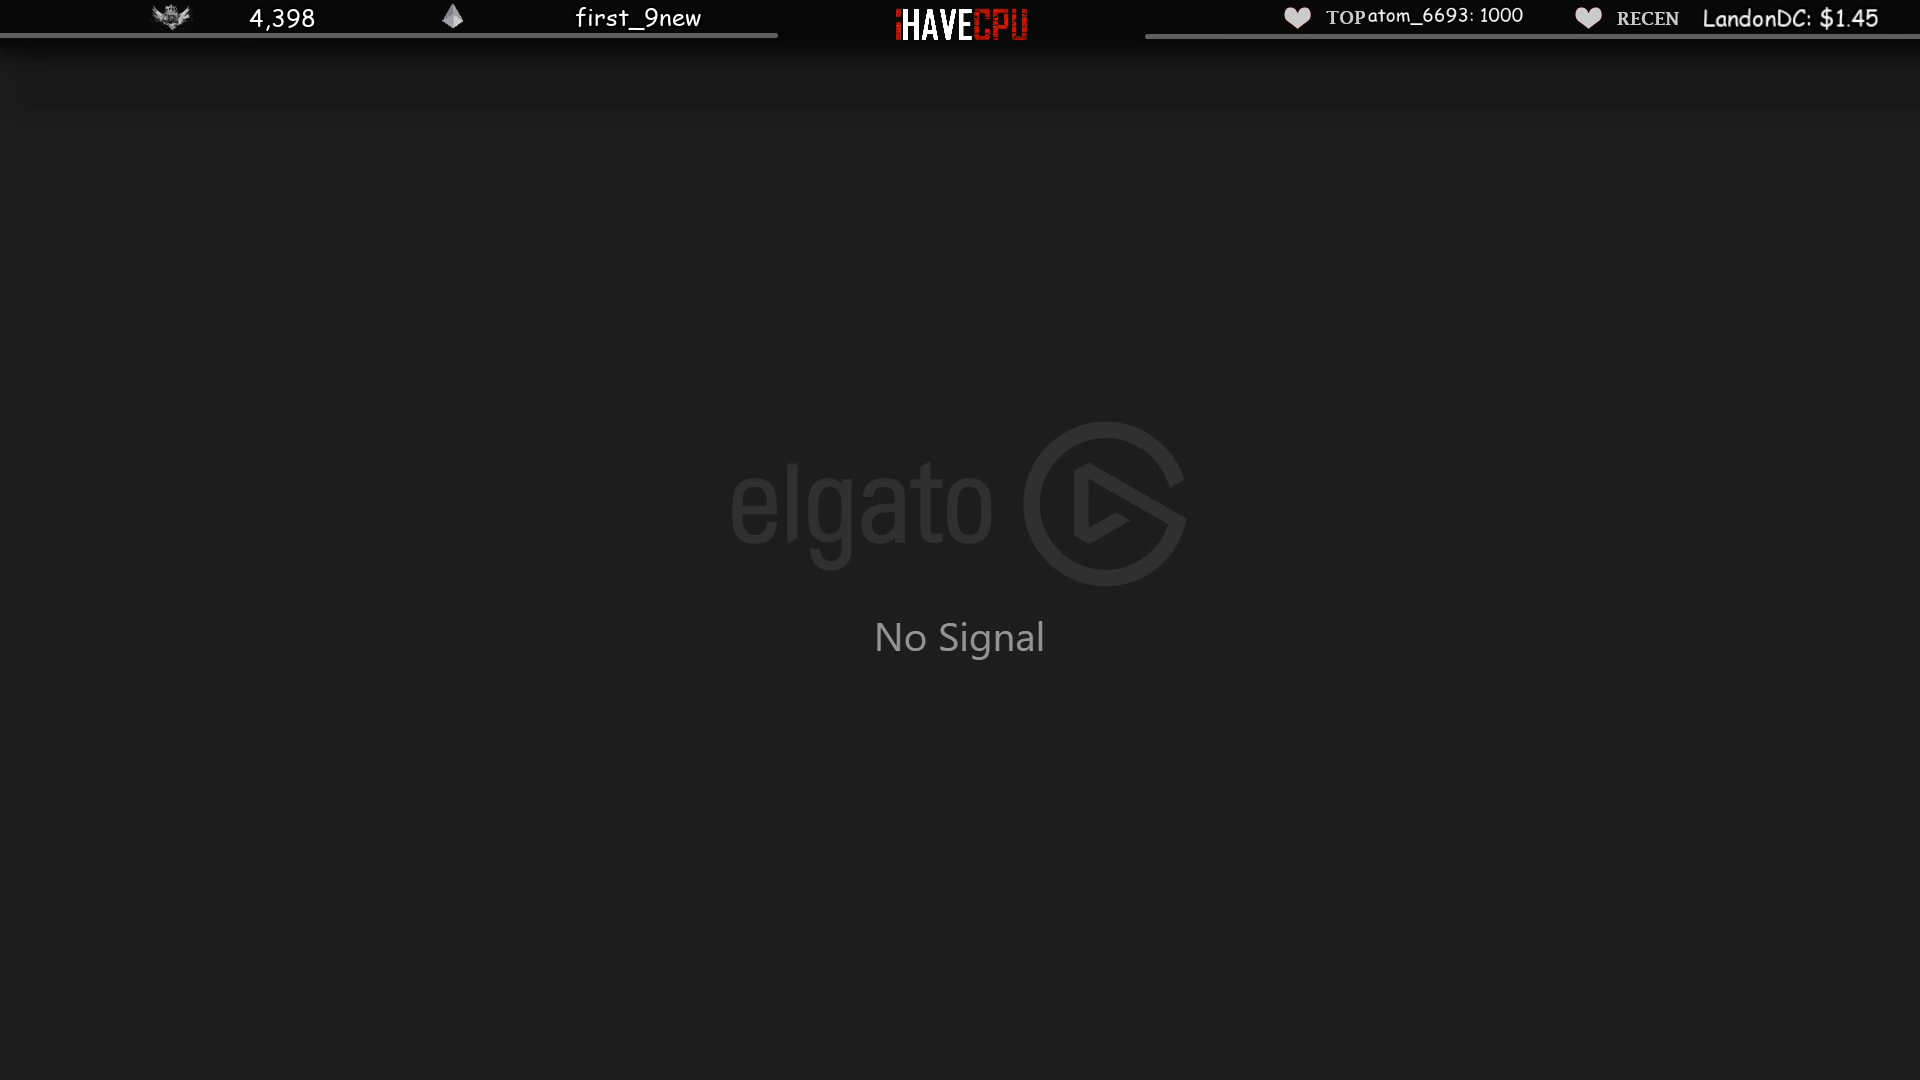 4,398
first_9new
iHAVECPU
TOP atom_6693: 1000
RECEN LandonDC: $1.45
elgato
No Signal